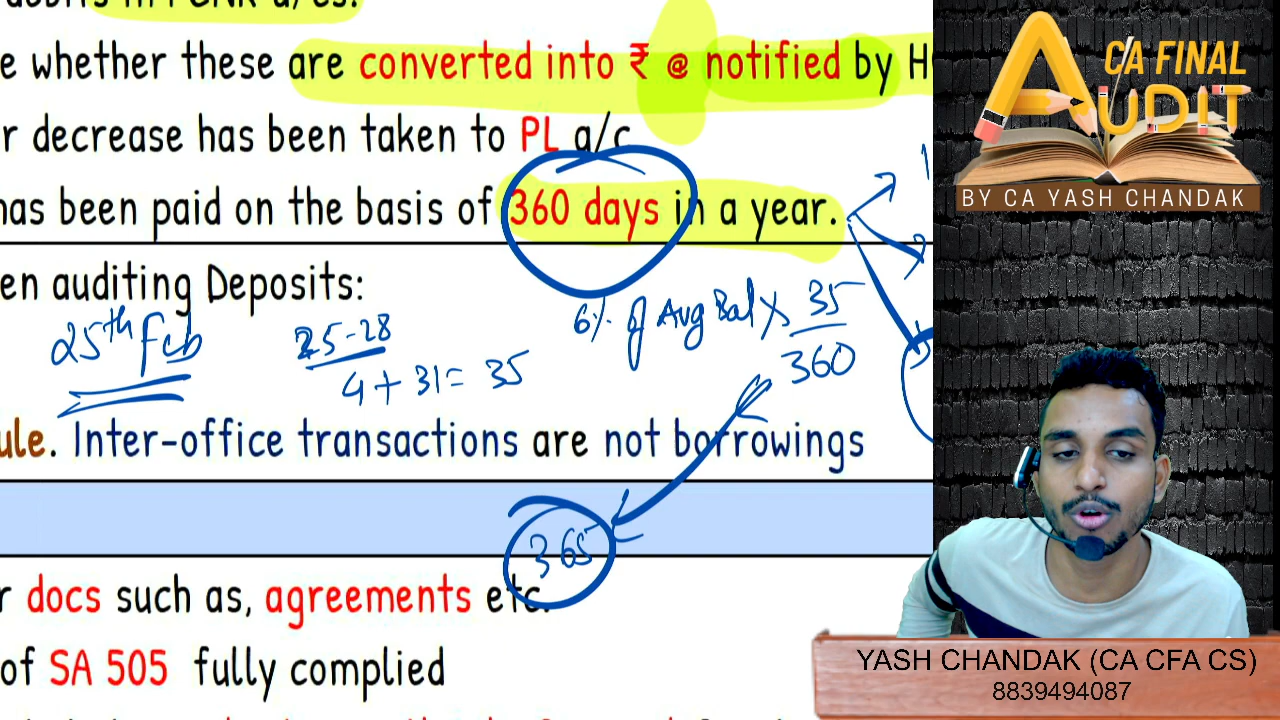 e whether these are converted into ₹ @ notified by H
r decrease has been taken to PL a/c
has been paid on the basis of 360 days in a year.
en auditing Deposits:
25th Feb
25-28
4 + 31 = 35
6% of Avg Bal X 35
360
ule. Inter-office transactions are not borrowings
365
r docs such as, agreements etc.
of SA 505 fully complied
CA FINAL
AUDIT
BY CA YASH CHANDAK
YASH CHANDAK (CA CFA CS)
8839494087